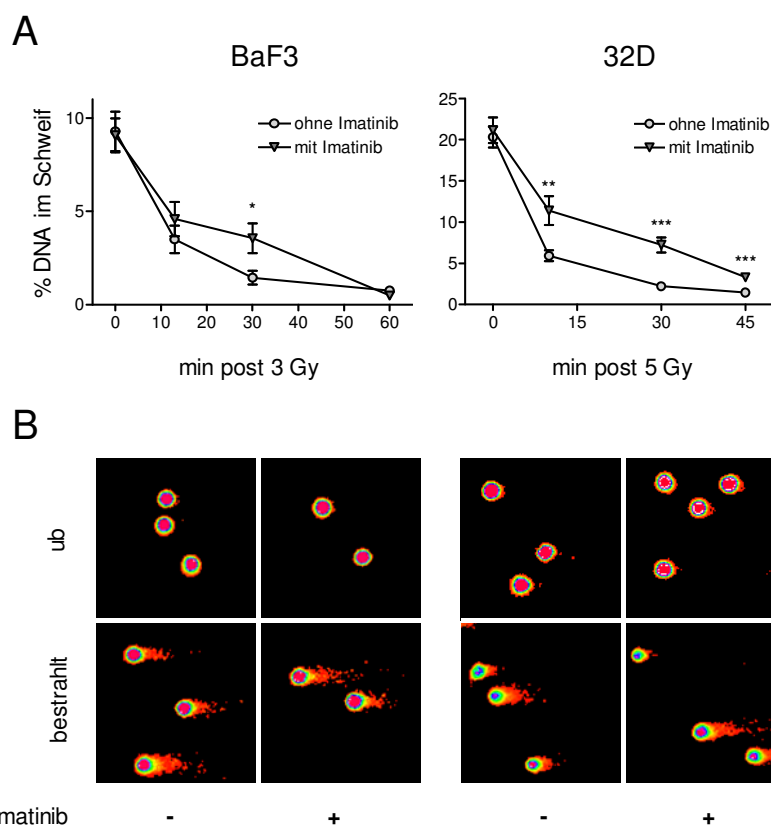 A
BaF3
32D
% DNA im Schweif
10
5
0
ohne Imatinib
mit Imatinib
*
0 10 20 30 40 50 60
min post 3 Gy
25
20
15
10
5
0
ohne Imatinib
mit Imatinib
**
***
***
0 15 30 45
min post 5 Gy
B
ub
bestrahlt
matinib - + - +